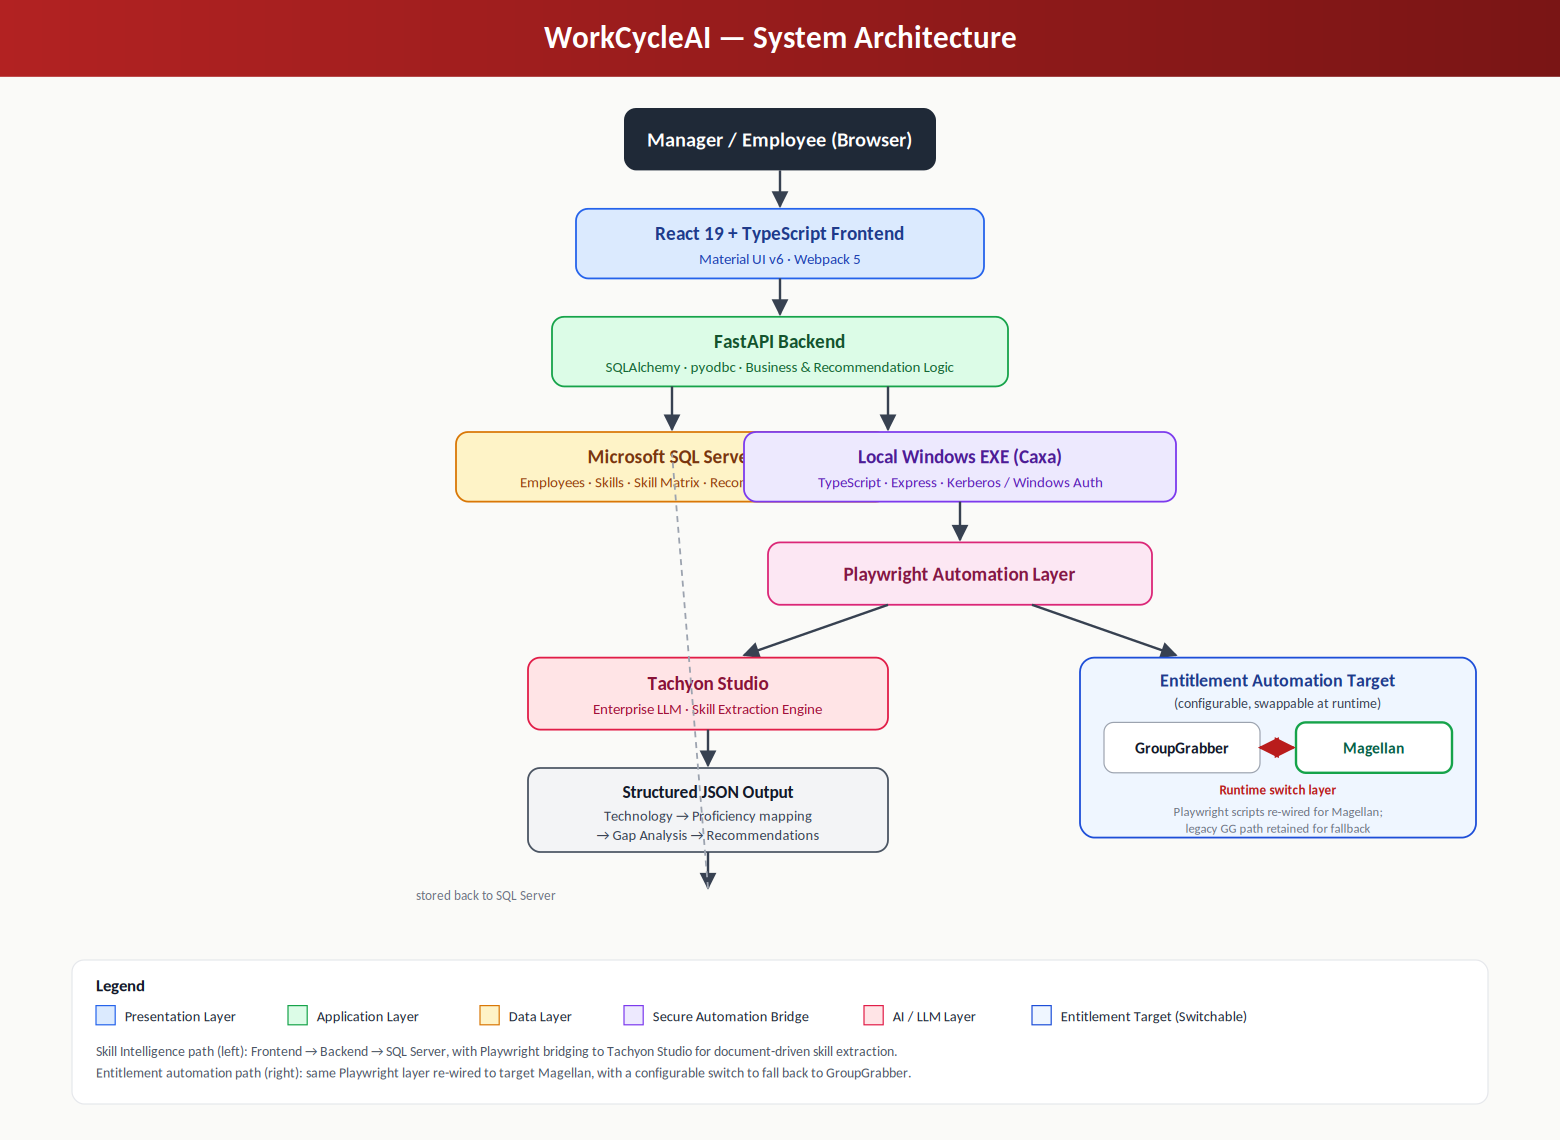 WorkCycleAI — System Architecture
Manager / Employee (Browser)
React 19 + TypeScript Frontend
Material UI v6 · Webpack 5
FastAPI Backend
SQLAlchemy · pyodbc · Business & Recommendation Logic
Microsoft SQL Serve
Employees · Skills · Skill Matrix · Recor
Local Windows EXE (Caxa)
TypeScript · Express · Kerberos / Windows Auth
Playwright Automation Layer
Tachyon Studio
Enterprise LLM · Skill Extraction Engine
Entitlement Automation Target
(configurable, swappable at runtime)
GroupGrabber
Magellan
Runtime switch layer
Playwright scripts re-wired for Magellan;
legacy GG path retained for fallback
Structured JSON Output
Technology → Proficiency mapping
→ Gap Analysis → Recommendations
stored back to SQL Server
Legend
Presentation Layer
Application Layer
Data Layer
Secure Automation Bridge
AI / LLM Layer
Entitlement Target (Switchable)
Skill Intelligence path (left): Frontend → Backend → SQL Server, with Playwright bridging to Tachyon Studio for document-driven skill extraction.
Entitlement automation path (right): same Playwright layer re-wired to target Magellan, with a configurable switch to fall back to GroupGrabber.